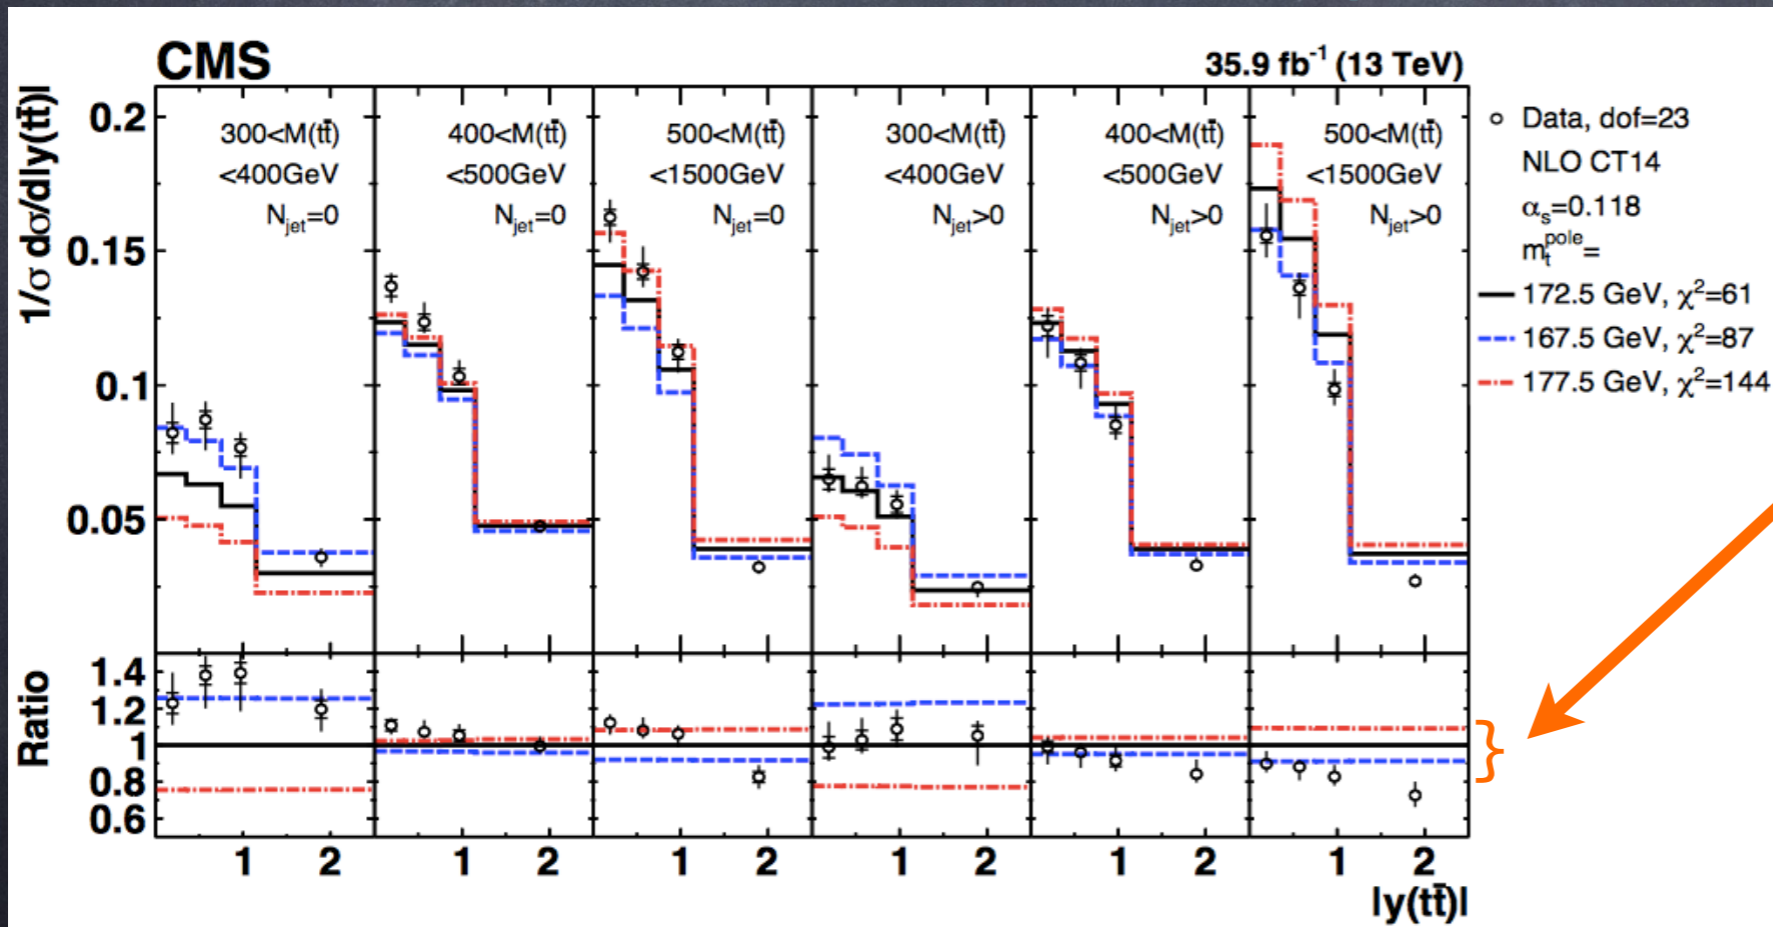 CMS
35.9 fb⁻¹ (13 TeV)
1/σ dσ/d|y(tt̄)|
0.2
0.15
0.1
0.05
300<M(tt̄)
<400GeV
N_jet=0
400<M(tt̄)
<500GeV
N_jet=0
500<M(tt̄)
<1500GeV
N_jet=0
300<M(tt̄)
<400GeV
N_jet>0
400<M(tt̄)
<500GeV
N_jet>0
500<M(tt̄)
<1500GeV
N_jet>0
Data, dof=23
NLO CT14
α_s=0.118
m_t^pole=
172.5 GeV, χ²=61
167.5 GeV, χ²=87
177.5 GeV, χ²=144
Ratio
1.4
1.2
1
0.8
0.6
1 2 1 2 1 2 1 2 1 2 1 2
|y(tt̄)|